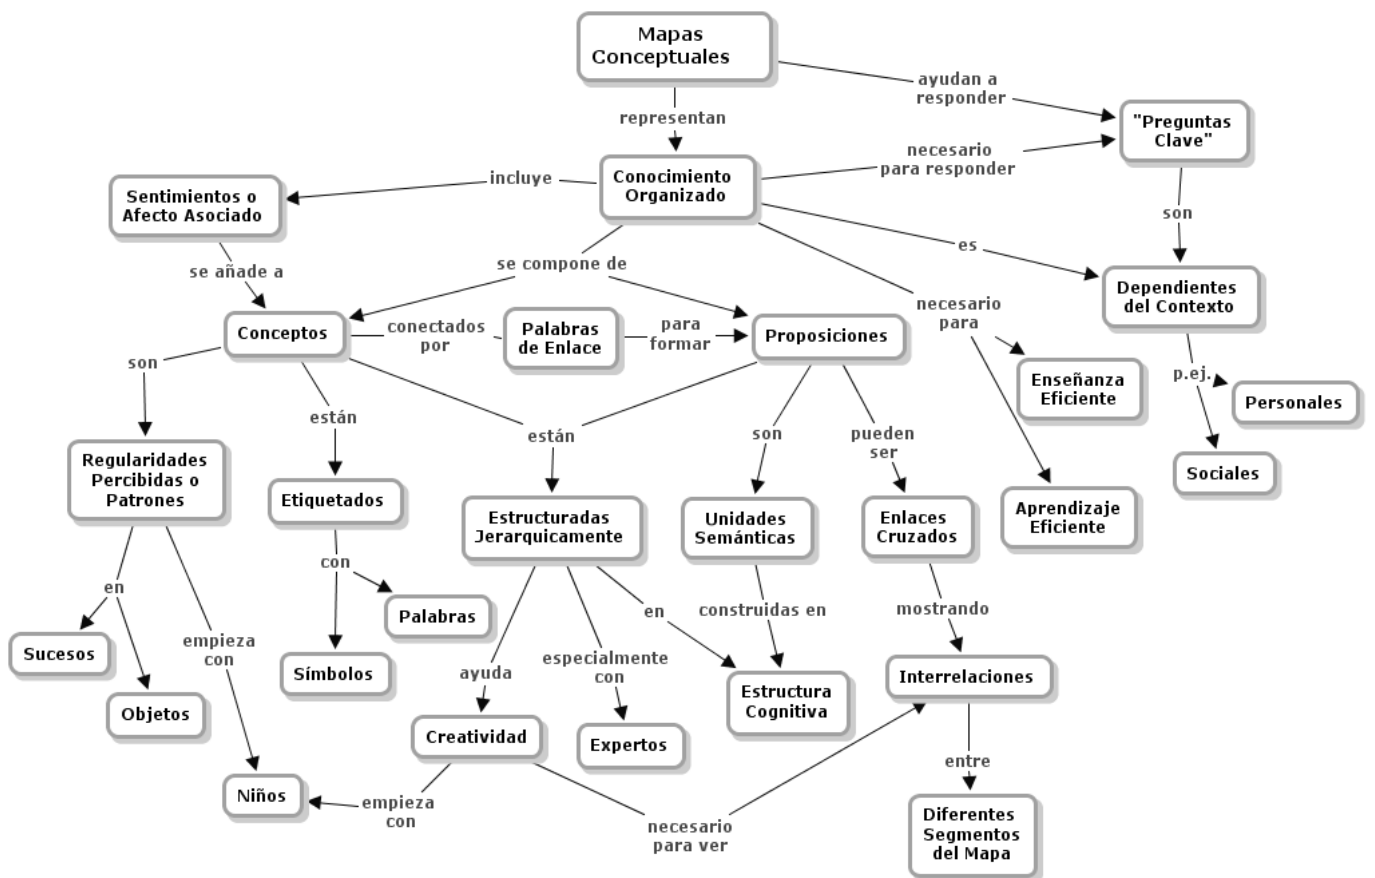 Mapas
Conceptuales
ayudan a
responder
representan
"Preguntas
Clave"
necesario
para responder
Conocimiento
Organizado
incluye
Sentimientos o
Afecto Asociado
son
es
se añade a
se compone de
Dependientes
del Contexto
necesario
para
Conceptos
conectados
por
Palabras
de Enlace
para
formar
Proposiciones
son
Enseñanza
Eficiente
p.ej.
Personales
están
están
son
pueden
ser
Regularidades
Percibidas o
Patrones
Sociales
Etiquetados
Estructuradas
Jerarquicamente
Unidades
Semánticas
Enlaces
Cruzados
Aprendizaje
Eficiente
en
con
Palabras
en
construidas en
mostrando
Sucesos
empieza
con
Símbolos
ayuda
especialmente
con
Estructura
Cognitiva
Interrelaciones
Objetos
Creatividad
Expertos
entre
Niños
empieza
con
necesario
para ver
Diferentes
Segmentos
del Mapa